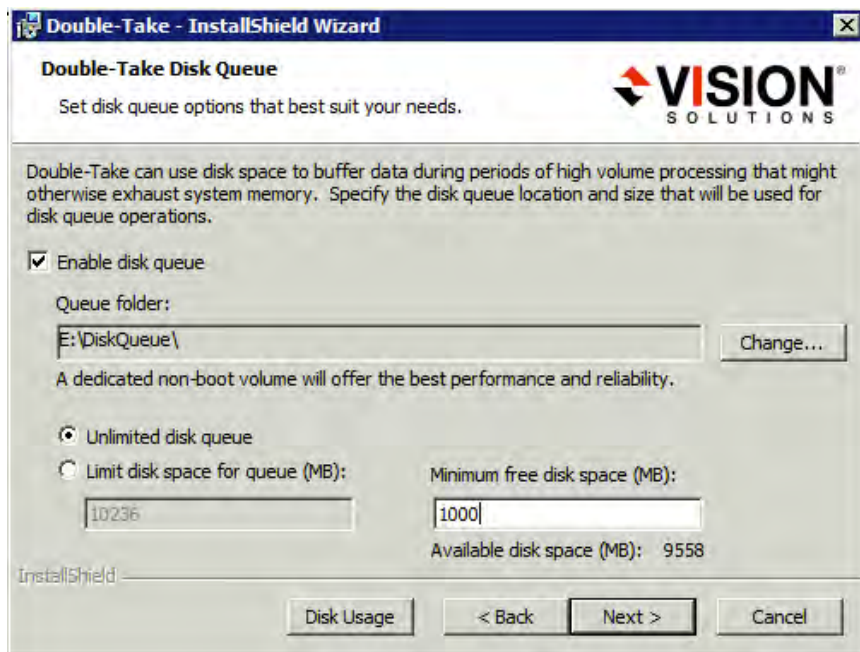 Double-Take - InstallShield Wizard
Double-Take Disk Queue
Set disk queue options that best suit your needs.
VISION®
SOLUTIONS
Double-Take can use disk space to buffer data during periods of high volume processing that might
otherwise exhaust system memory. Specify the disk queue location and size that will be used for
disk queue operations.
Enable disk queue
Queue folder:
E:\DiskQueue\
Change...
A dedicated non-boot volume will offer the best performance and reliability.
Unlimited disk queue
Limit disk space for queue (MB):
Minimum free disk space (MB):
10236
1000
Available disk space (MB): 9558
InstallShield
Disk Usage
< Back
Next >
Cancel